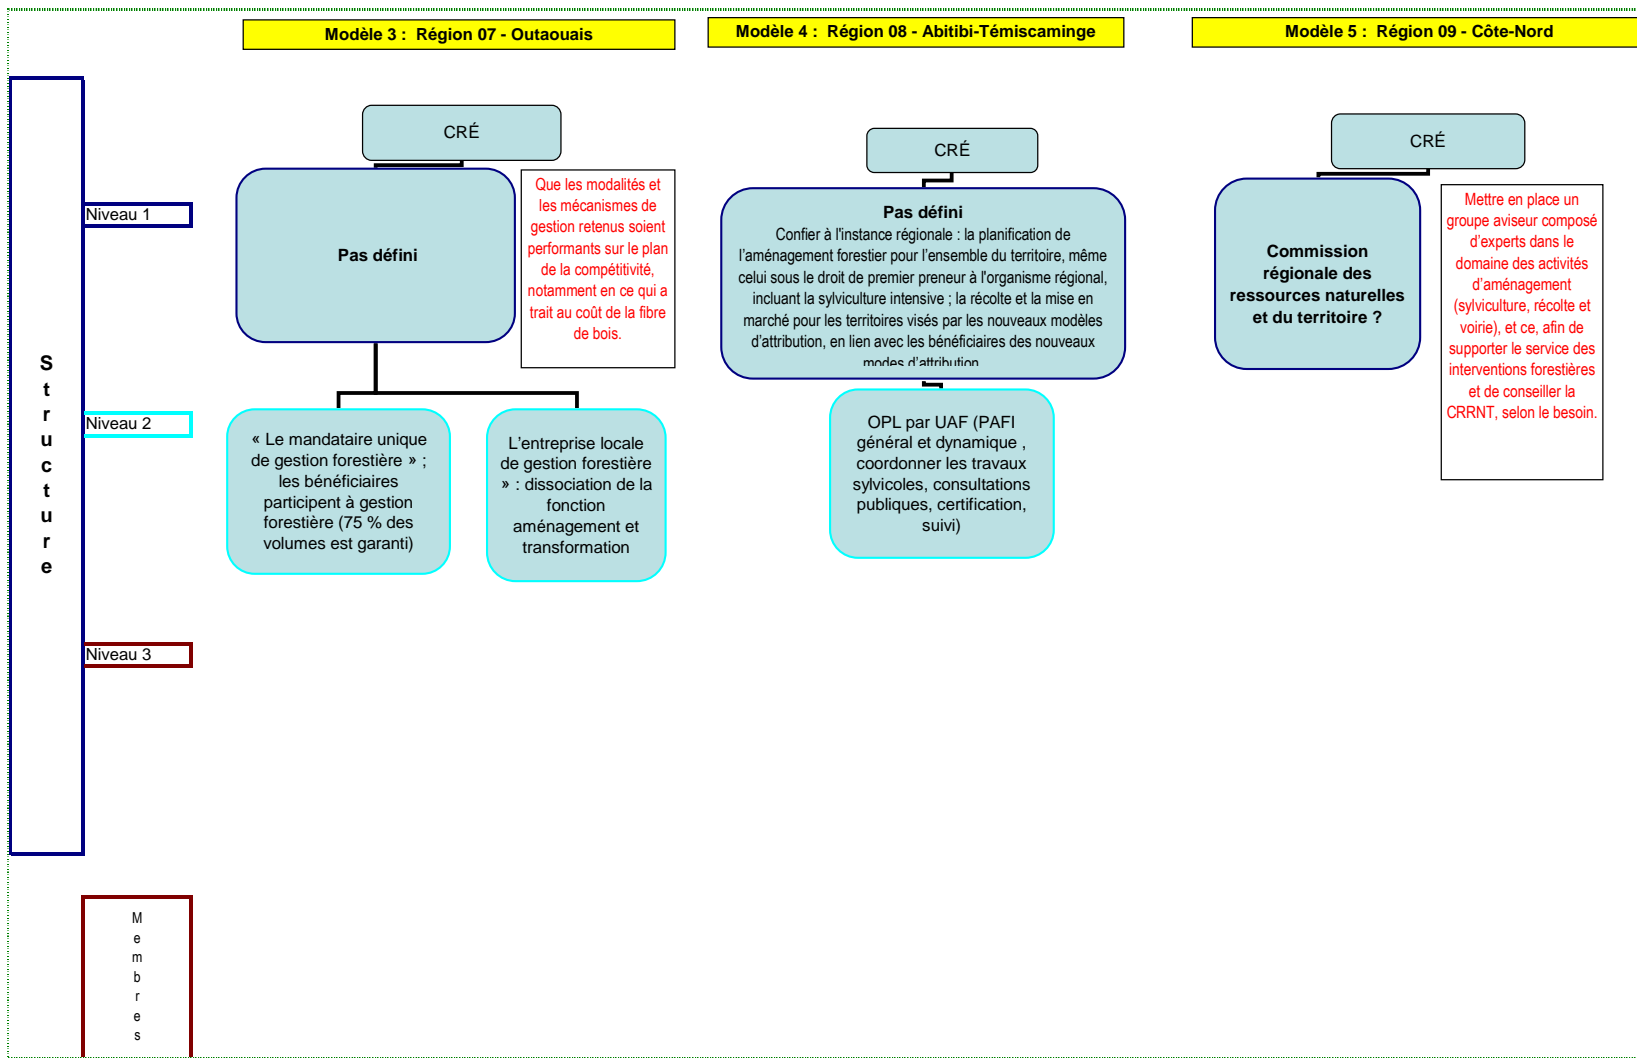 Modèle 3 : Région 07 - Outaouais
Modèle 4 : Région 08 - Abitibi-Témiscaminge
Modèle 5 : Région 09 - Côte-Nord
Structure
Niveau 1
Niveau 2
Niveau 3
Membres
CRÉ
Pas défini
Que les modalités et
les mécanismes de
gestion retenus soient
performants sur le plan
de la compétitivité,
notamment en ce qui a
trait au coût de la fibre
de bois.
« Le mandataire unique
de gestion forestière » ;
les bénéficiaires
participent à gestion
forestière (75 % des
volumes est garanti)
L'entreprise locale
de gestion forestière
» : dissociation de la
fonction
aménagement et
transformation
CRÉ
Pas défini
Confier à l'instance régionale : la planification de
l'aménagement forestier pour l'ensemble du territoire, même
celui sous le droit de premier preneur à l'organisme régional,
incluant la sylviculture intensive ; la récolte et la mise en
marché pour les territoires visés par les nouveaux modèles
d'attribution, en lien avec les bénéficiaires des nouveaux
modes d'attribution
OPL par UAF (PAFI
général et dynamique ,
coordonner les travaux
sylvicoles, consultations
publiques, certification,
suivi)
CRÉ
Commission
régionale des
ressources naturelles
et du territoire ?
Mettre en place un
groupe aviseur composé
d'experts dans le
domaine des activités
d'aménagement
(sylviculture, récolte et
voirie), et ce, afin de
supporter le service des
interventions forestières
et de conseiller la
CRRNT, selon le besoin.